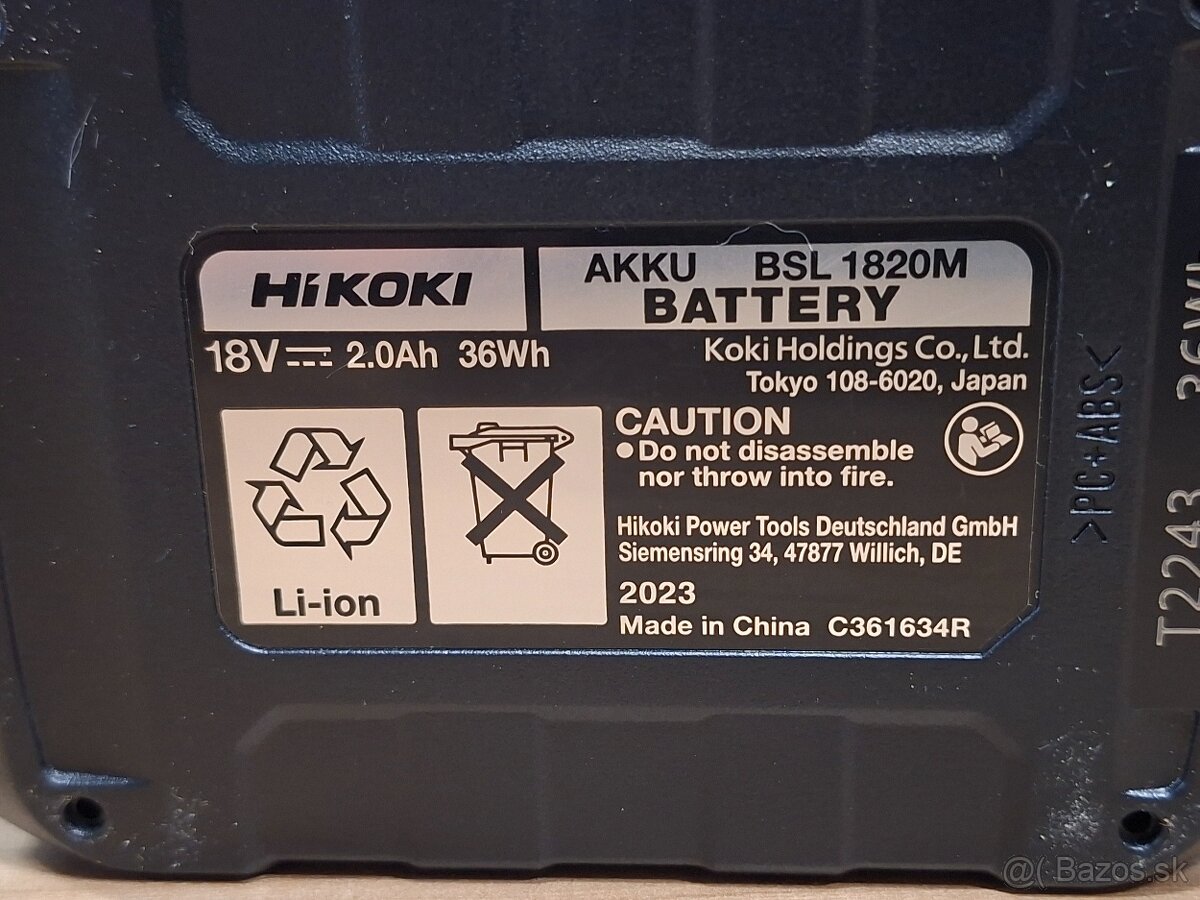 HiKOKI
AKKU BSL 1820M
BATTERY
18V 2.0Ah 36Wh
Koki Holdings Co., Ltd.
Tokyo 108-6020, Japan
Li-ion
CAUTION
• Do not disassemble
nor throw into fire.
Hikoki Power Tools Deutschland GmbH
Siemensring 34, 47877 Willich, DE
2023
Made in China C361634R
>PC+ABS<
T2243 36Wh
@( Bazos.sk